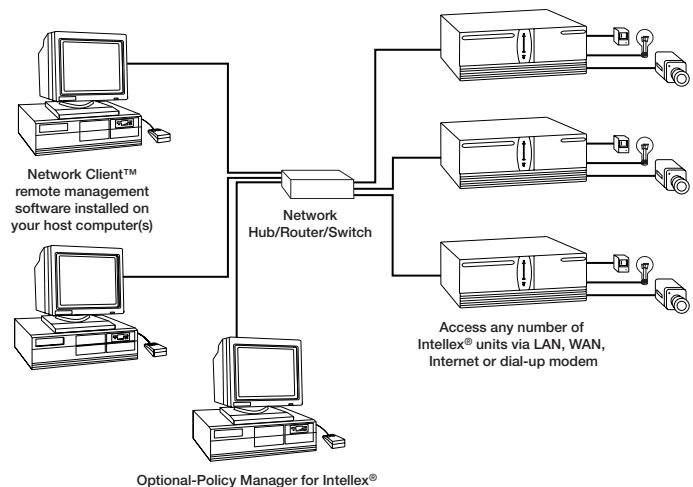 Network Client™
remote management
software installed on
your host computer(s)
Network
Hub/Router/Switch
Access any number of
Intellex® units via LAN, WAN,
Internet or dial-up modem
Optional-Policy Manager for Intellex®